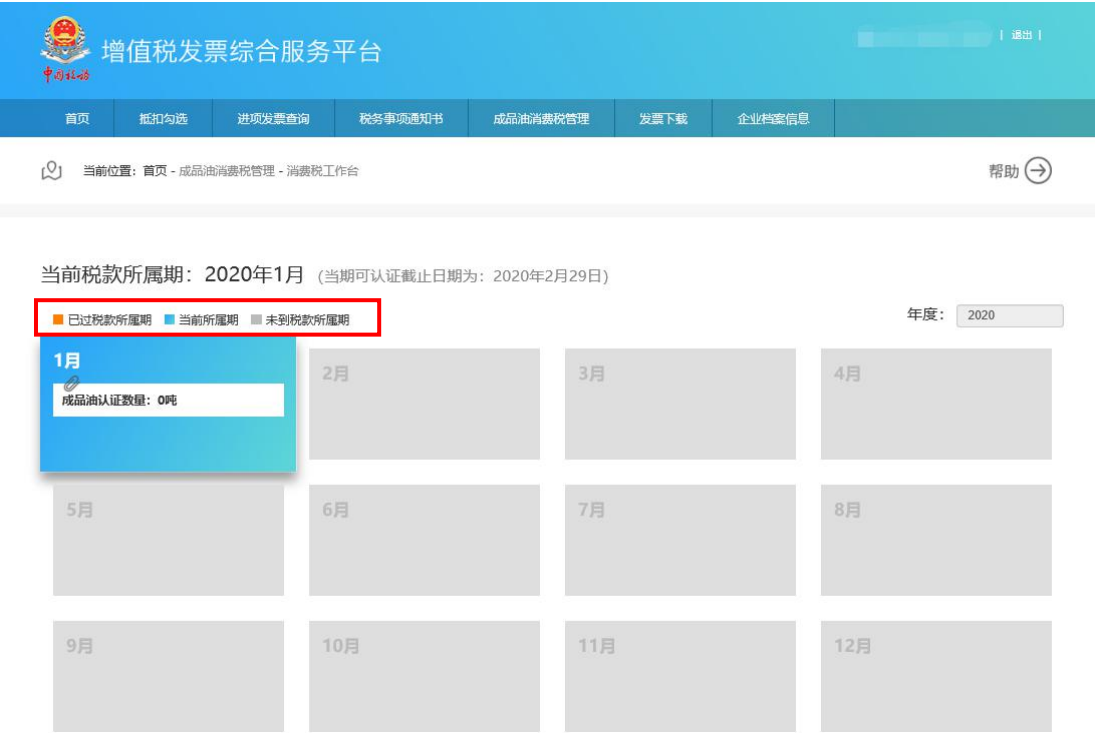 增值税发票综合服务平台
| 退出 |
首页 抵扣勾选 进项发票查询 税务事项通知书 成品油消费税管理 发票下载 企业档案信息
当前位置：首页 - 成品油消费税管理 - 消费税工作台
帮助
当前税款所属期：2020年1月 (当期可认证截止日期为：2020年2月29日)
已过税款所属期 当前所属期 未到税款所属期
年度： 2020
1月
成品油认证数量：0吨
2月
3月
4月
5月
6月
7月
8月
9月
10月
11月
12月